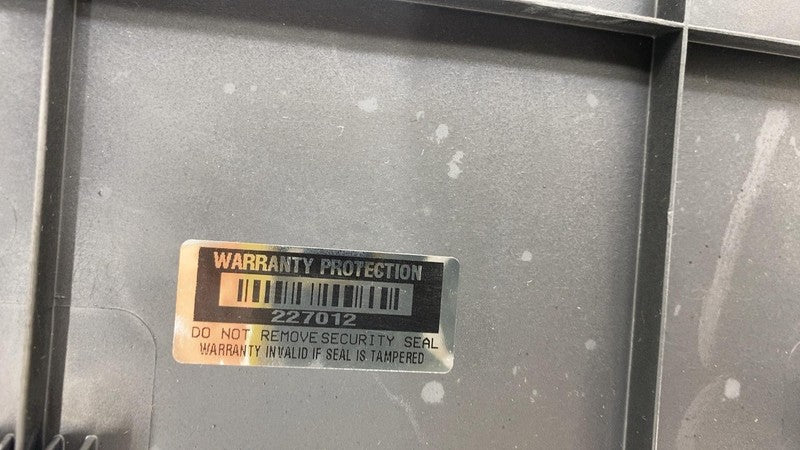 WARRANTY PROTECTION
227012
DO NOT REMOVE SECURITY SEAL
WARRANTY INVALID IF SEAL IS TAMPERED